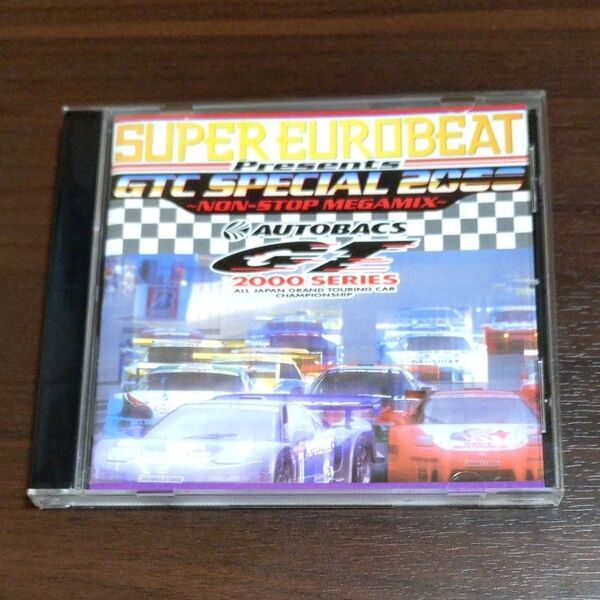 SUPER EUROBEAT
Presents
GTC SPECIAL 2000
~NON-STOP MEGAMIX~
AUTOBACS
GT
2000 SERIES
ALL JAPAN GRAND TOURING CAR
CHAMPIONSHIP